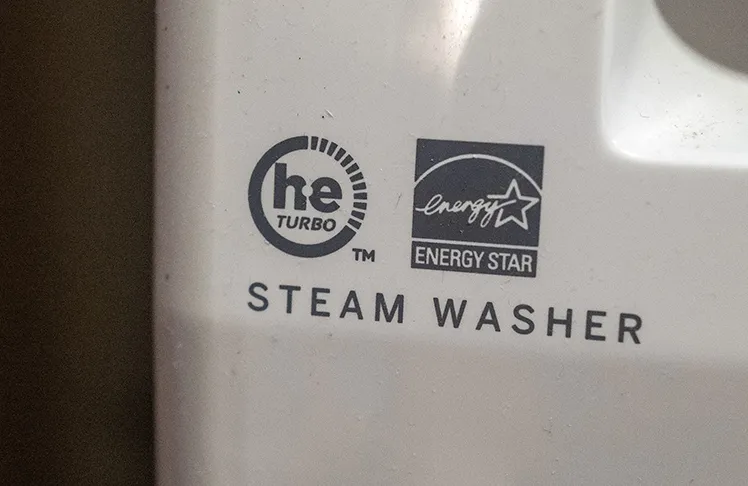 he
TURBO
TM
energy
ENERGY STAR
STEAM WASHER